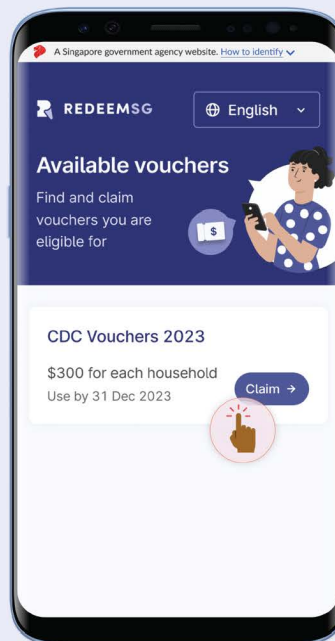 A Singapore government agency website. How to identify
REDEEMSG
English
Available vouchers
Find and claim
vouchers you are
eligible for
$
CDC Vouchers 2023
$300 for each household
Use by 31 Dec 2023
Claim →